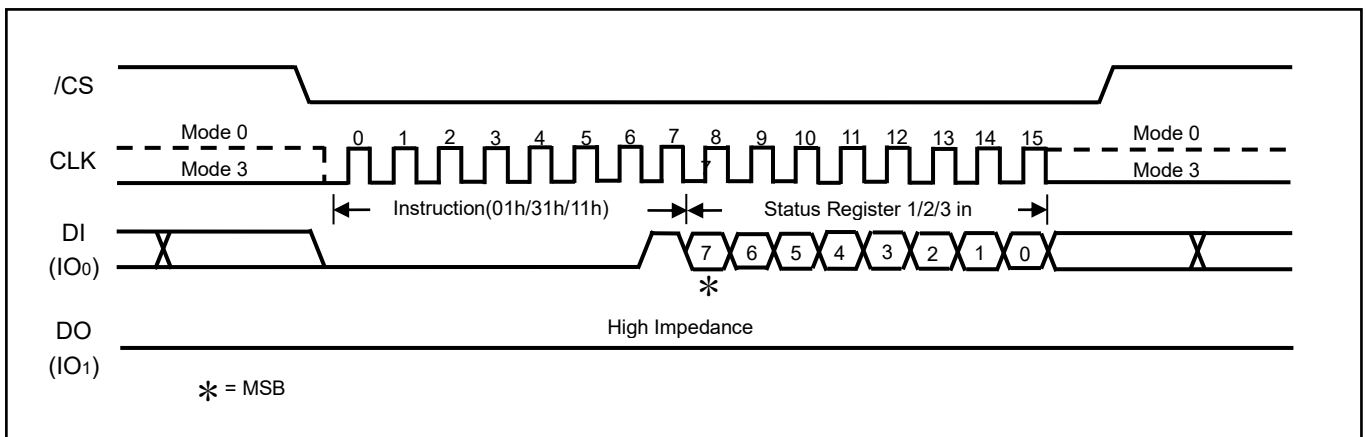 /CS
Mode 0 0 1 2 3 4 5 6 7 8 9 10 11 12 13 14 15 Mode 0
CLK
Mode 3 7 Mode 3
Instruction(01h/31h/11h) Status Register 1/2/3 in
DI
(IO0) 7 6 5 4 3 2 1 0
*
High Impedance
DO
(IO1)
* = MSB